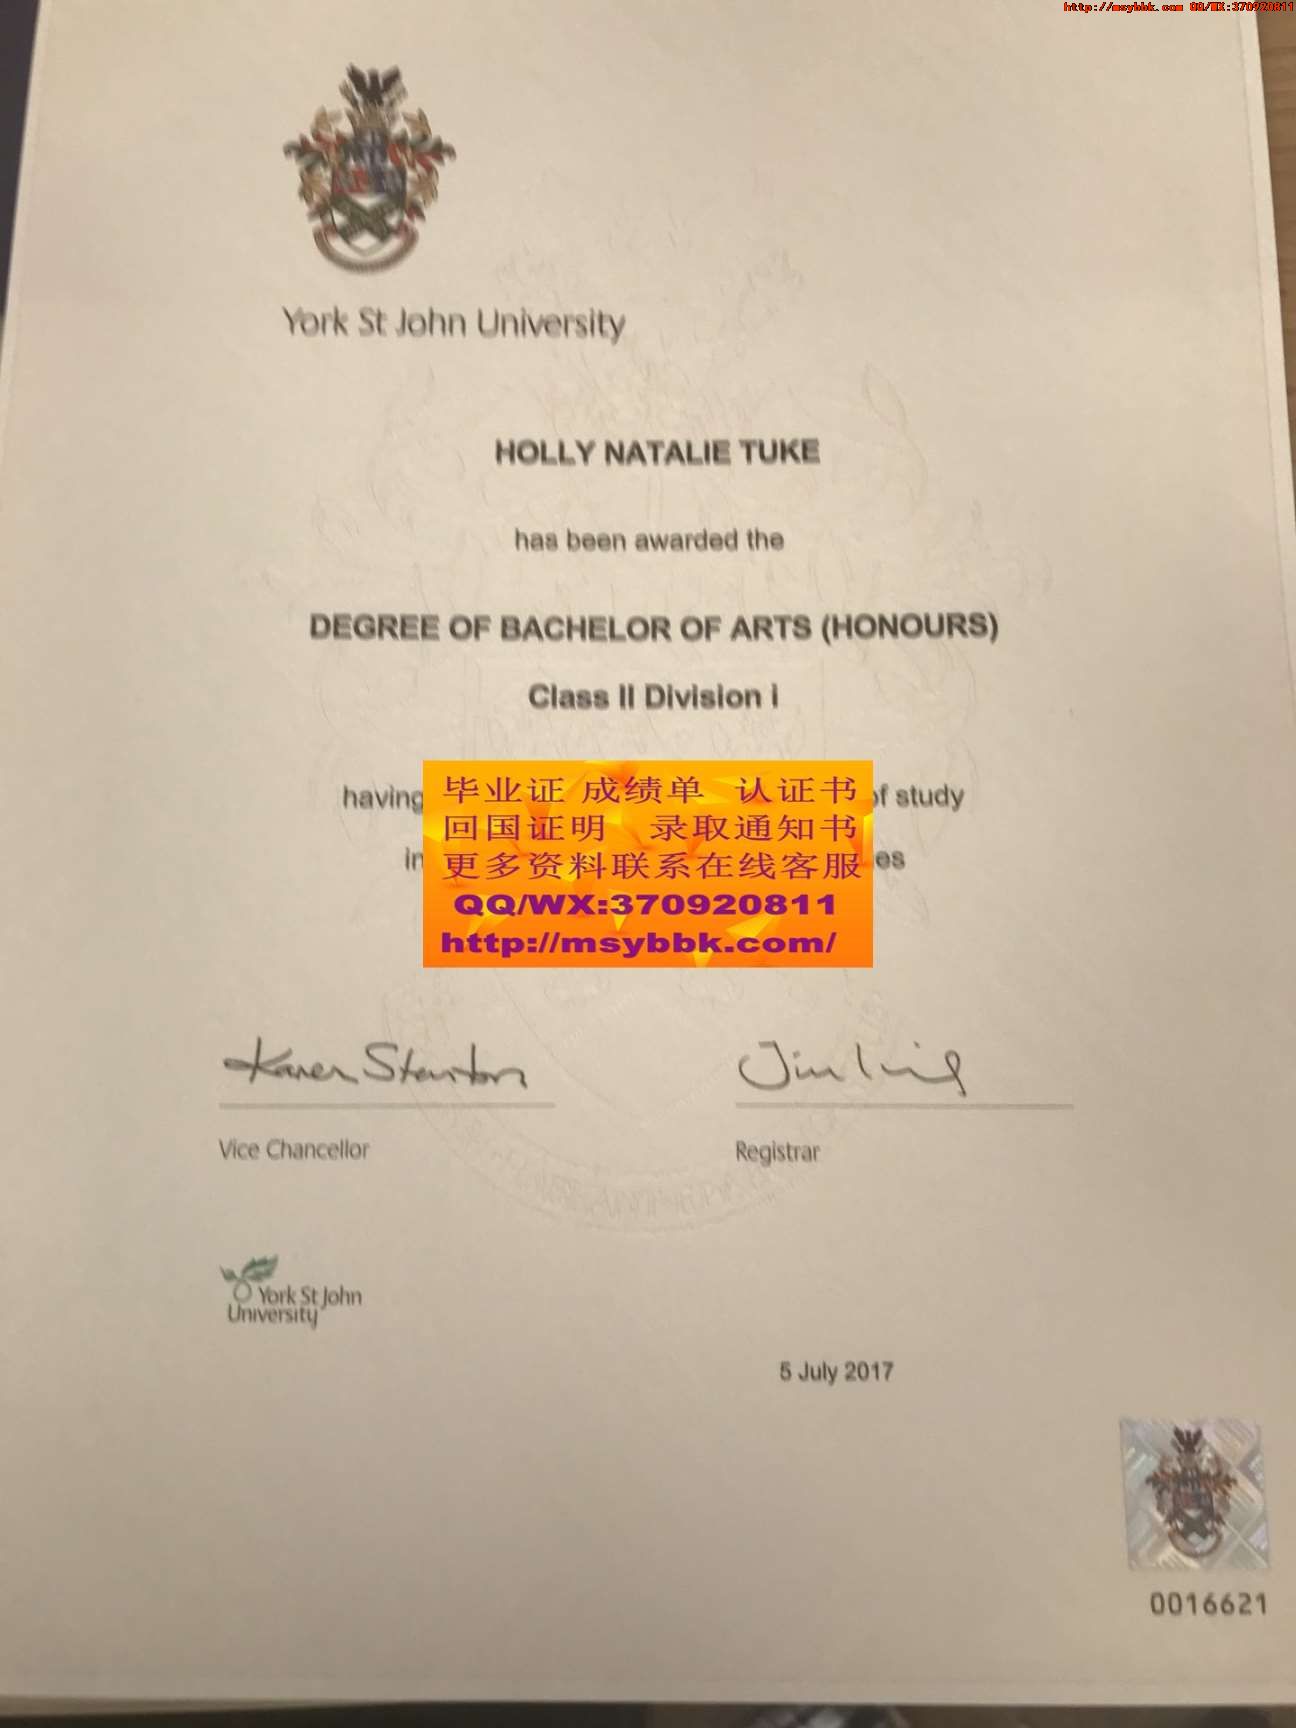 http://msybbk.com QQ/WX:370920811
York St John University
HOLLY NATALIE TUKE
has been awarded the
DEGREE OF BACHELOR OF ARTS (HONOURS)
Class II Division I
having of study
毕业证 成绩单 认证书
回国证明 录取通知书
更多资料联系在线客服
QQ/WX:370920811
http://msybbk.com/
Karen Stanton
Vice Chancellor
Registrar
York St John
University
5 July 2017
0016621